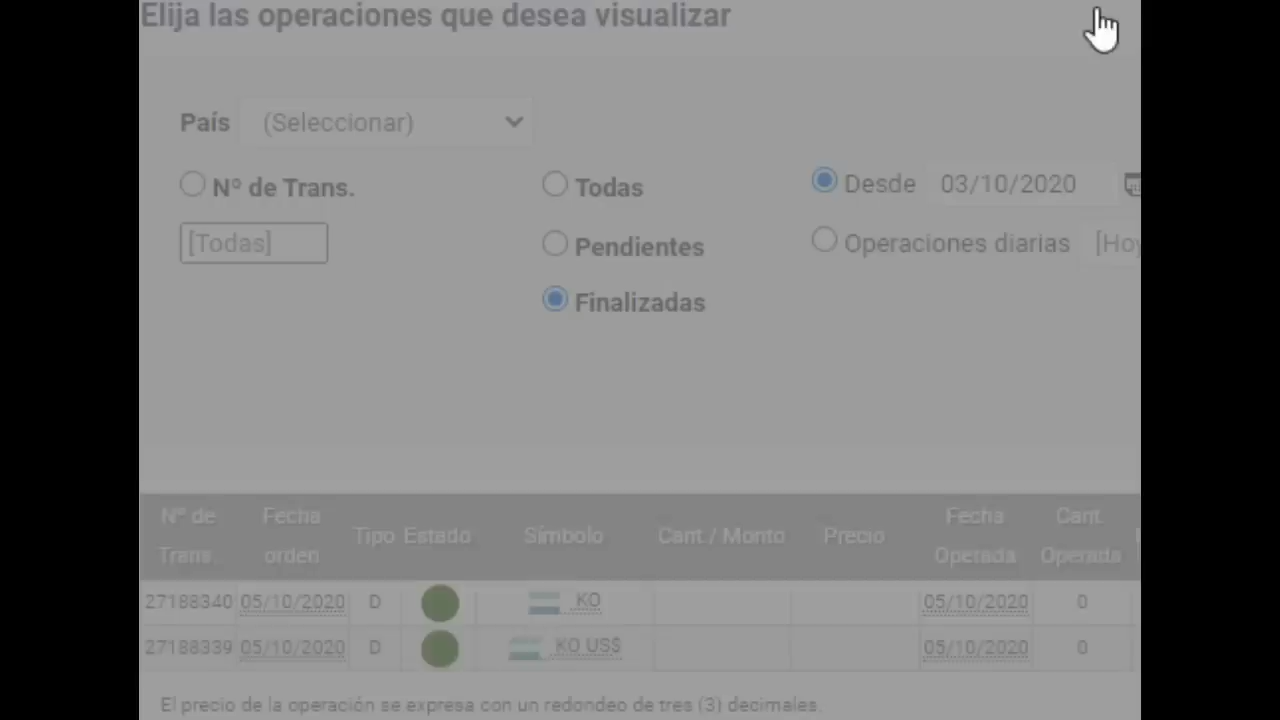 Elija las operaciones que desea visualizar
País (Seleccionar)
Nº de Trans. Todas Desde 03/10/2020
[Todas] Pendientes Operaciones diarias [Hoy
Finalizadas
Nº de Trans. Fecha orden Tipo Estado Símbolo Cant./Monto Precio Fecha Operada Cant. Operada
27188340 05/10/2020 D KO 05/10/2020 0
27188339 05/10/2020 D KO US$ 05/10/2020 0
El precio de la operación se expresa con un redondeo de tres (3) decimales.